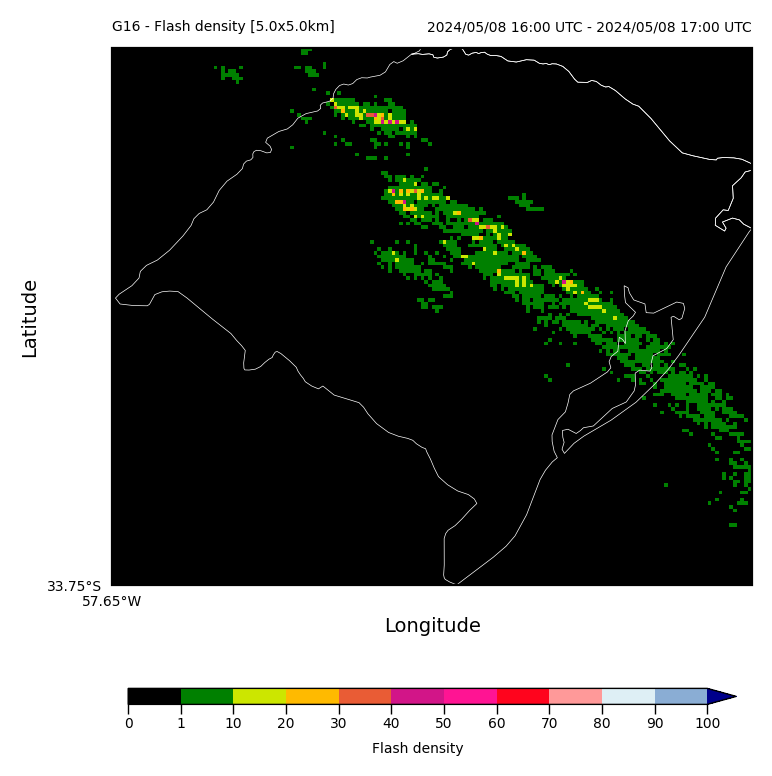 G16 - Flash density [5.0x5.0km]
2024/05/08 16:00 UTC - 2024/05/08 17:00 UTC
Latitude
33.75°S
57.65°W
Longitude
0 1 10 20 30 40 50 60 70 80 90 100
Flash density